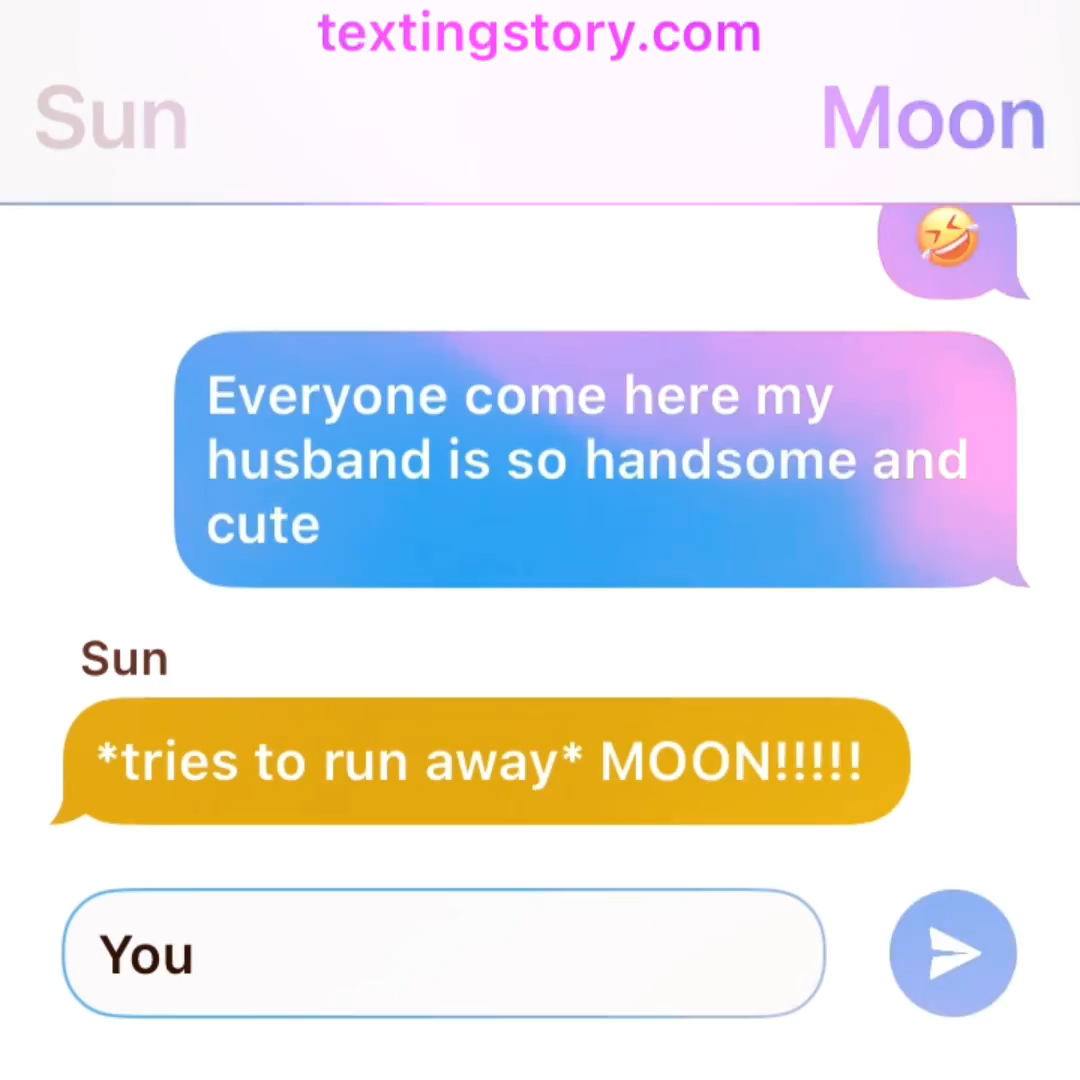 textingstory.com
Sun
Moon
Everyone come here my
husband is so handsome and
cute
Sun
*tries to run away* MOON!!!!!
You